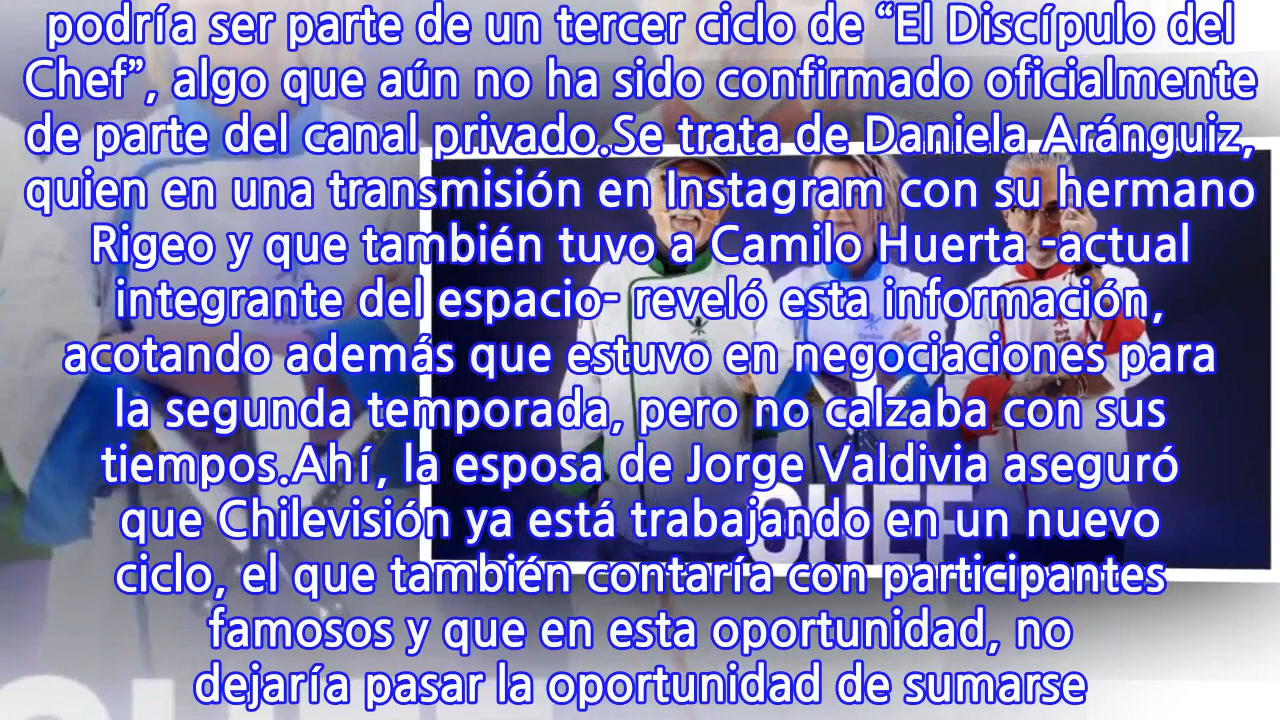 podría ser parte de un tercer ciclo de “El Discípulo del
Chef”, algo que aún no ha sido confirmado oficialmente
de parte del canal privado.Se trata de Daniela Aránguiz,
quien en una transmisión en Instagram con su hermano
Rigeo y que también tuvo a Camilo Huerta -actual
integrante del espacio- reveló esta información,
acotando además que estuvo en negociaciones para
la segunda temporada, pero no calzaba con sus
tiempos.Ahí, la esposa de Jorge Valdivia aseguró
que Chilevisión ya está trabajando en un nuevo
ciclo, el que también contaría con participantes
famosos y que en esta oportunidad, no
dejaría pasar la oportunidad de sumarse
CHEF